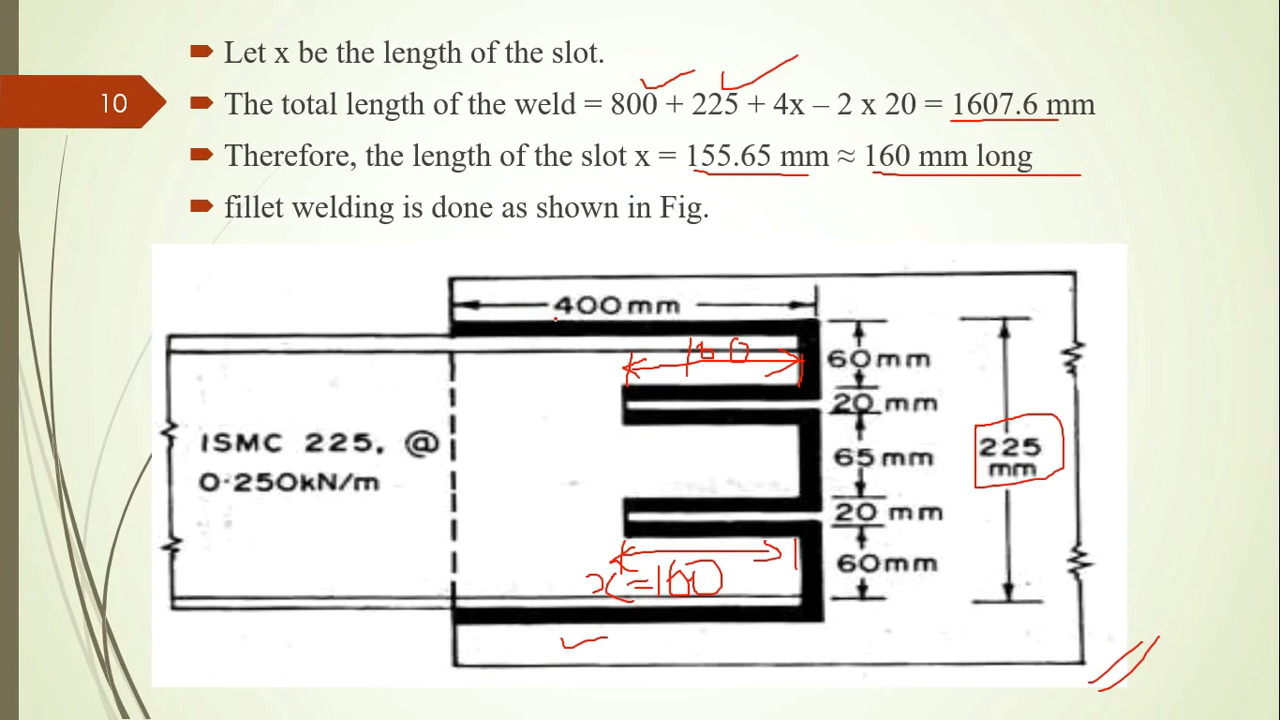 Let x be the length of the slot.
10
The total length of the weld = 800 + 225 + 4x – 2 x 20 = 1607.6 mm
Therefore, the length of the slot x = 155.65 mm ≈ 160 mm long
fillet welding is done as shown in Fig.
400mm
160
60mm
20 mm
ISMC 225, @
0·250kN/m
65mm
225
mm
20 mm
60mm
x=160